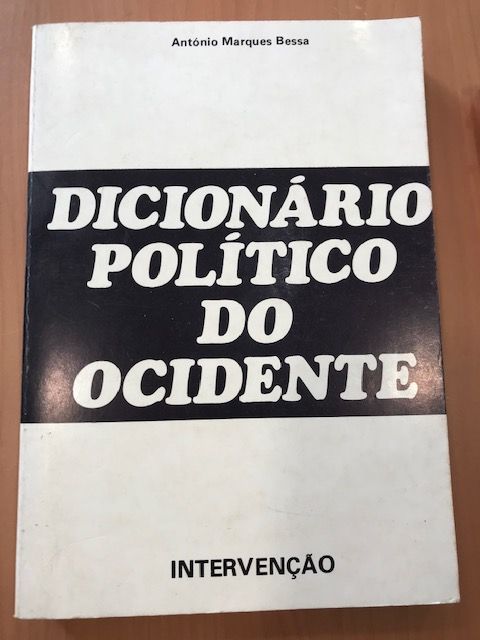 António Marques Bessa
DICIONÁRIO
POLÍTICO
DO
OCIDENTE
INTERVENÇÃO